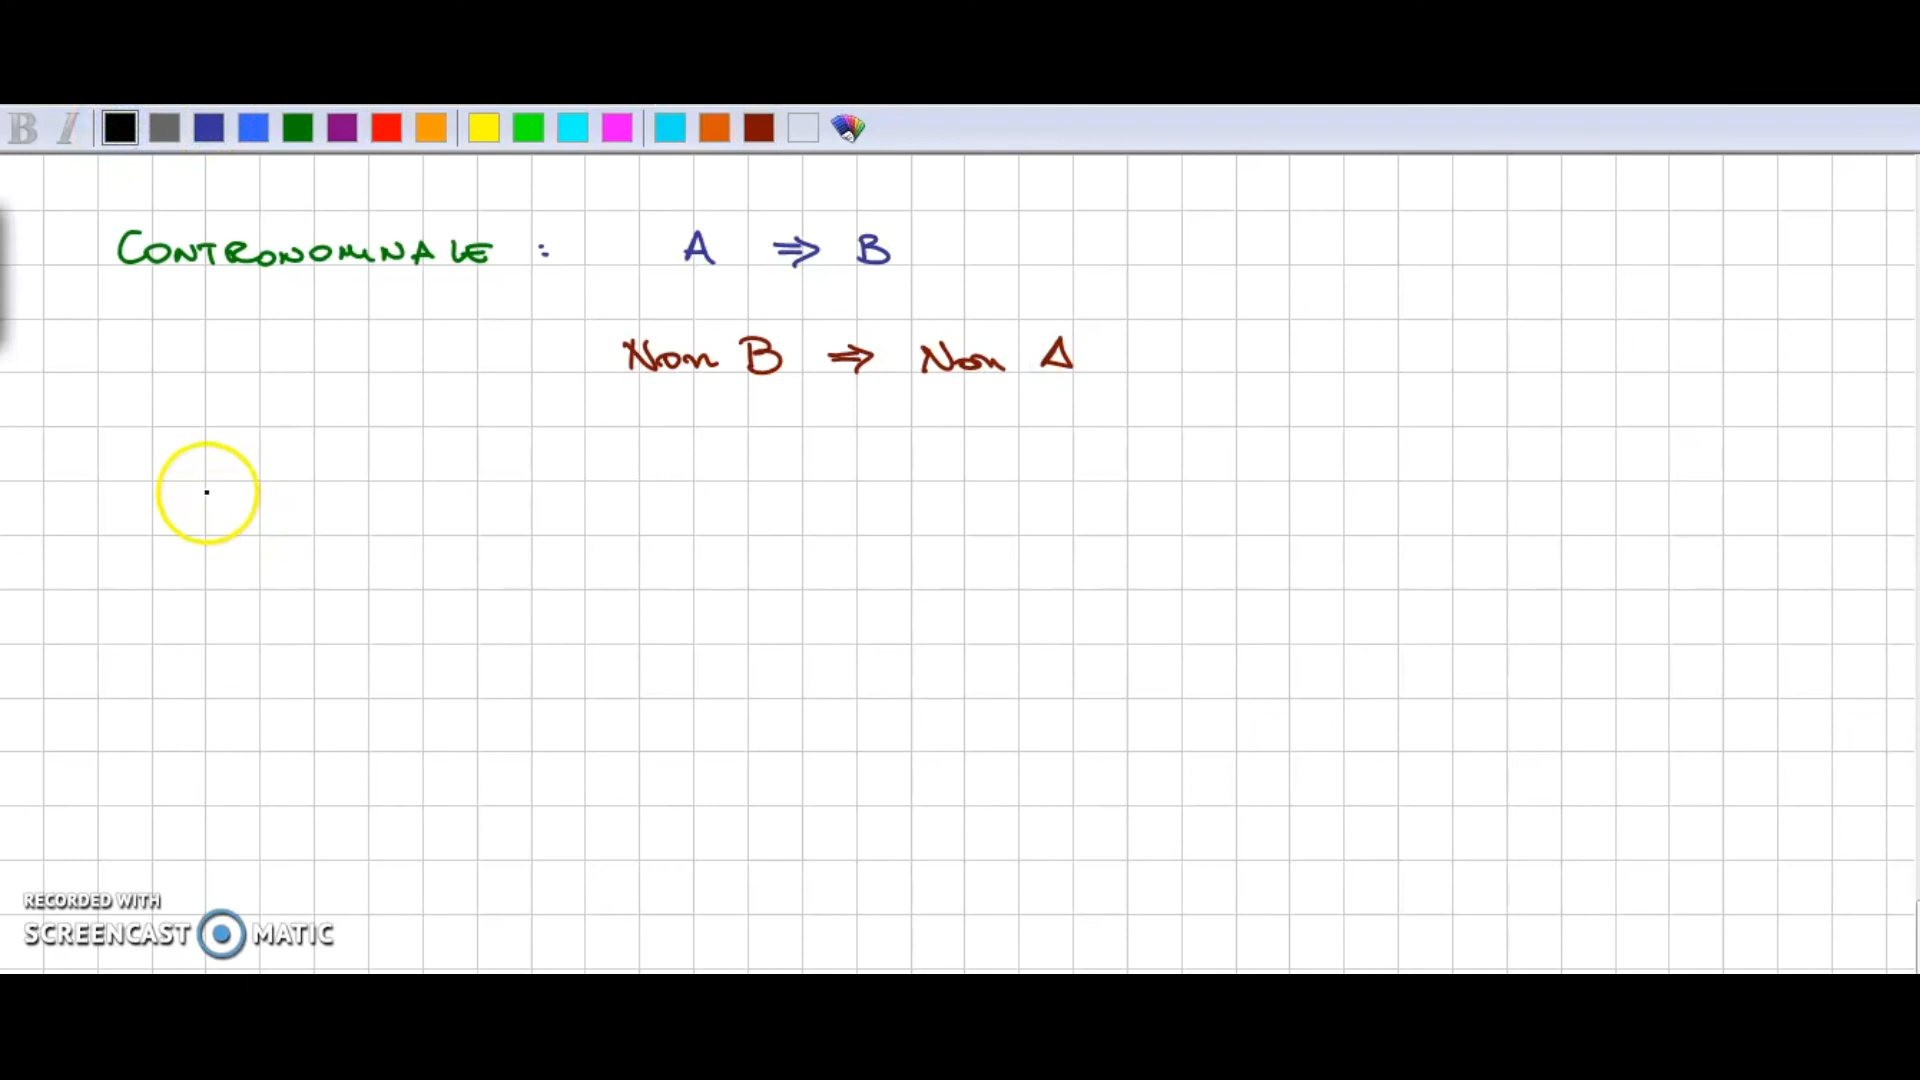 B I
CONTRONOMINALE : A ⇒ B
Non B ⇒ Non A
RECORDED WITH
SCREENCAST MATIC